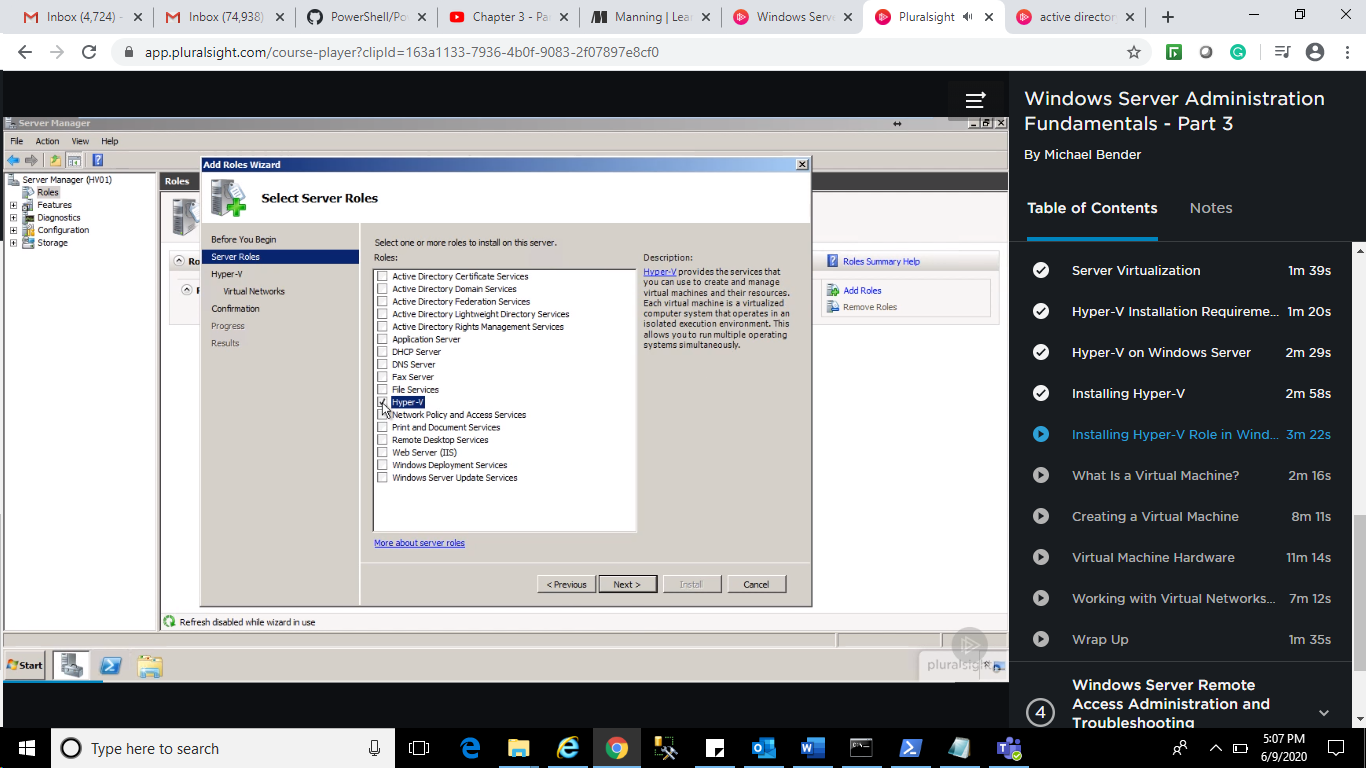 Inbox (4,724) -
Inbox (74,938)
PowerShell/Po
Chapter 3 - Pa
Manning | Lea
Windows Serv
Pluralsight
active director
app.pluralsight.com/course-player?clipId=163a1133-7936-4b0f-9083-2f07897e8cf0
Server Manager
File Action View Help
Server Manager (HV01)
Roles
Features
Diagnostics
Configuration
Storage
Roles
Ro
Add Roles Wizard
Select Server Roles
Before You Begin
Server Roles
Hyper-V
Virtual Networks
Confirmation
Progress
Results
Select one or more roles to install on this server.
Roles:
Active Directory Certificate Services
Active Directory Domain Services
Active Directory Federation Services
Active Directory Lightweight Directory Services
Active Directory Rights Management Services
Application Server
DHCP Server
DNS Server
Fax Server
File Services
Hyper-V
Network Policy and Access Services
Print and Document Services
Remote Desktop Services
Web Server (IIS)
Windows Deployment Services
Windows Server Update Services
More about server roles
Description:
Hyper-V provides the services that
you can use to create and manage
virtual machines and their resources.
Each virtual machine is a virtualized
computer system that operates in an
isolated execution environment. This
allows you to run multiple operating
systems simultaneously.
< Previous
Next >
Install
Cancel
Roles Summary Help
Add Roles
Remove Roles
Refresh disabled while wizard in use
Start
pluralsight
Windows Server Administration
Fundamentals - Part 3
By Michael Bender
Table of Contents
Notes
Server Virtualization 1m 39s
Hyper-V Installation Requireme... 1m 20s
Hyper-V on Windows Server 2m 29s
Installing Hyper-V 2m 58s
Installing Hyper-V Role in Wind... 3m 22s
What Is a Virtual Machine? 2m 16s
Creating a Virtual Machine 8m 11s
Virtual Machine Hardware 11m 14s
Working with Virtual Networks... 7m 12s
Wrap Up 1m 35s
4
Windows Server Remote
Access Administration and
Troubleshooting
Type here to search
5:07 PM
6/9/2020